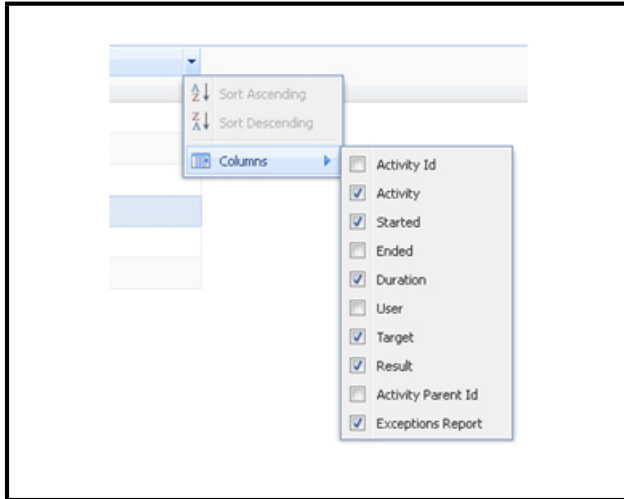 Sort Ascending
Sort Descending
Columns
Activity Id
Activity
Started
Ended
Duration
User
Target
Result
Activity Parent Id
Exceptions Report